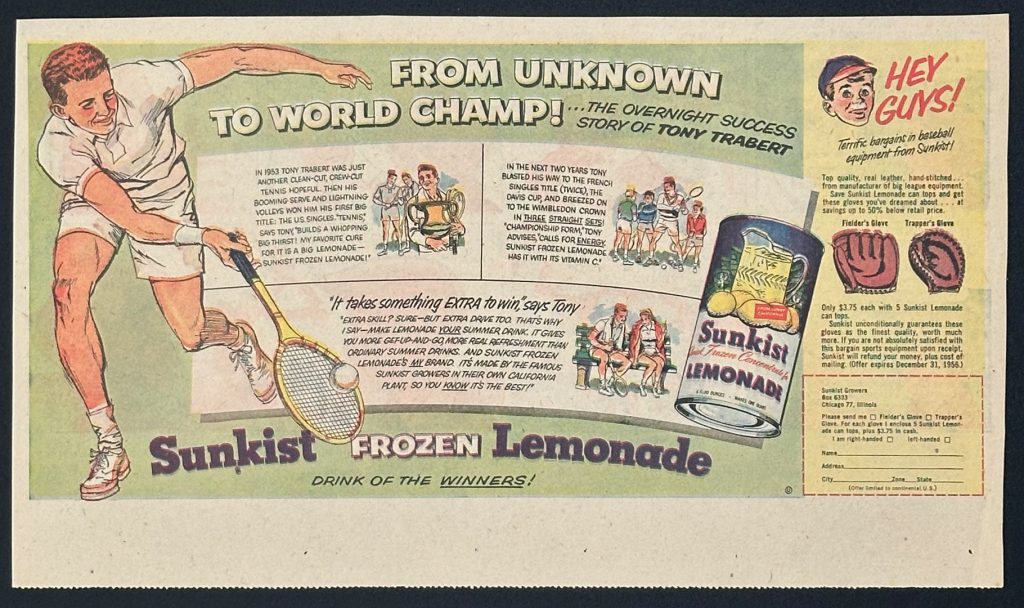 FROM UNKNOWN
TO WORLD CHAMP!
...THE OVERNIGHT SUCCESS
STORY OF TONY TRABERT
IN 1953 TONY TRABERT WAS JUST
ANOTHER CLEAN-CUT, CREW-CUT
TENNIS HOPEFUL. THEN HIS
BOOMING SERVE AND LIGHTNING
VOLLEYS WON HIM HIS FIRST BIG
TITLE: THE U.S. SINGLES. "TENNIS,"
SAYS TONY, "BUILDS A WHOPPING
BIG THIRST! MY FAVORITE CURE
FOR IT IS A BIG LEMONADE—
SUNKIST FROZEN LEMONADE!"
IN THE NEXT TWO YEARS TONY
BLASTED HIS WAY TO THE FRENCH
SINGLES TITLE (TWICE), THE
DAVIS CUP, AND BREEZED ON
TO THE WIMBLEDON CROWN
IN THREE STRAIGHT SETS!
"CHAMPIONSHIP FORM," TONY
ADVISES, "CALLS FOR ENERGY.
SUNKIST FROZEN LEMONADE
HAS IT WITH ITS VITAMIN C."
"It takes something EXTRA to win," says Tony
"EXTRA SKILL? SURE—BUT EXTRA DRIVE TOO. THAT'S WHY
I SAY—MAKE LEMONADE YOUR SUMMER DRINK. IT GIVES
YOU MORE GET-UP-AND-GO, MORE REAL REFRESHMENT THAN
ORDINARY SUMMER DRINKS. AND SUNKIST FROZEN
LEMONADE'S MY BRAND. IT'S MADE BY THE FAMOUS
SUNKIST GROWERS IN THEIR OWN CALIFORNIA
PLANT, SO YOU KNOW IT'S THE BEST!"
Sunkist
Frozen Concentrate for
LEMONADE
6 FLUID OUNCES
Sunkist FROZEN Lemonade
DRINK OF THE WINNERS!
HEY
GUYS!
Terrific bargains in baseball
equipment from Sunkist!
Top quality, real leather, hand-stitched...
from manufacturer of big league equipment.
Save Sunkist Lemonade can tops and get
these gloves you've dreamed about... at
savings up to 50% below retail price.
Fielder's Glove Trapper's Glove
Only $3.75 each with 5 Sunkist Lemonade
can tops.
Sunkist unconditionally guarantees these
gloves as the finest quality, worth much
more. If you are not absolutely satisfied with
this bargain sports equipment upon receipt,
Sunkist will refund your money, plus cost of
mailing. (Offer expires December 31, 1956.)
Sunkist Growers
Box 6333
Chicago 77, Illinois
Please send me □ Fielder's Glove □ Trapper's
Glove. For each glove I enclose 5 Sunkist Lemon-
ade can tops, plus $3.75 in cash.
I am right-handed □ left-handed □
Name
Address
City Zone State
(Offer limited to continental U.S.)